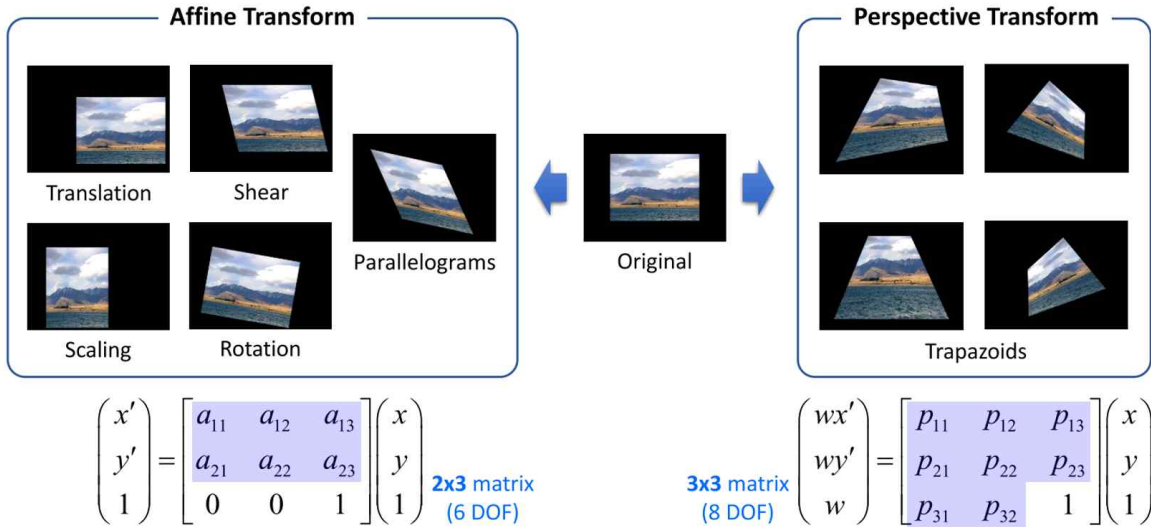 Affine Transform
Perspective Transform
Translation
Shear
Parallelograms
Original
Scaling
Rotation
Trapazoids
x′ a₁₁ a₁₂ a₁₃ x
y′ = a₂₁ a₂₂ a₂₃ y
1 0 0 1 1
2x3 matrix
(6 DOF)
3x3 matrix
(8 DOF)
wx′ p₁₁ p₁₂ p₁₃ x
wy′ = p₂₁ p₂₂ p₂₃ y
w p₃₁ p₃₂ 1 1